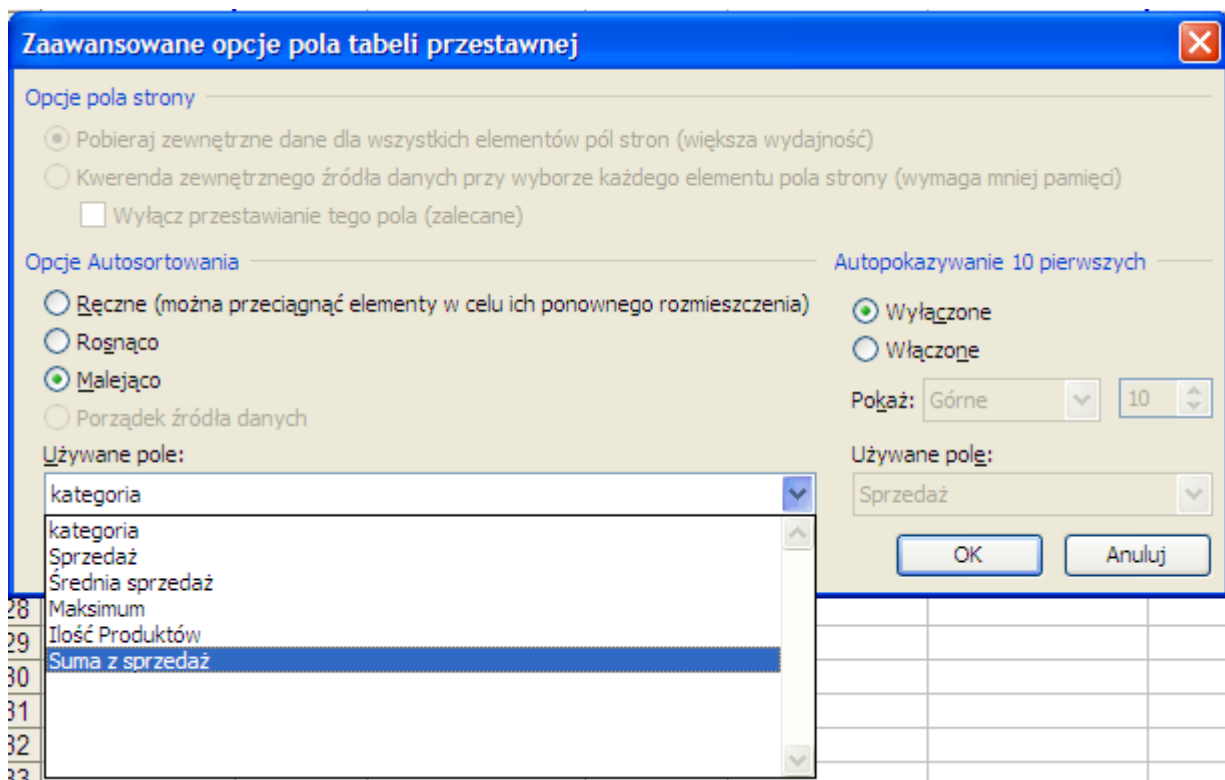 Zaawansowane opcje pola tabeli przestawnej
Opcje pola strony
Pobieraj zewnętrzne dane dla wszystkich elementów pól stron (większa wydajność)
Kwerenda zewnętrznego źródła danych przy wyborze każdego elementu pola strony (wymaga mniej pamięci)
Wyłącz przestawianie tego pola (zalecane)
Opcje Autosortowania
Ręczne (można przeciągnąć elementy w celu ich ponownego rozmieszczenia)
Rosnąco
Malejąco
Porządek źródła danych
Używane pole:
kategoria
kategoria
Sprzedaż
Średnia sprzedaż
Maksimum
Ilość Produktów
Suma z sprzedaż
Autopokazywanie 10 pierwszych
Wyłączone
Włączone
Pokaż: Górne 10
Używane pole:
Sprzedaż
OK Anuluj
28
29
30
31
32
33